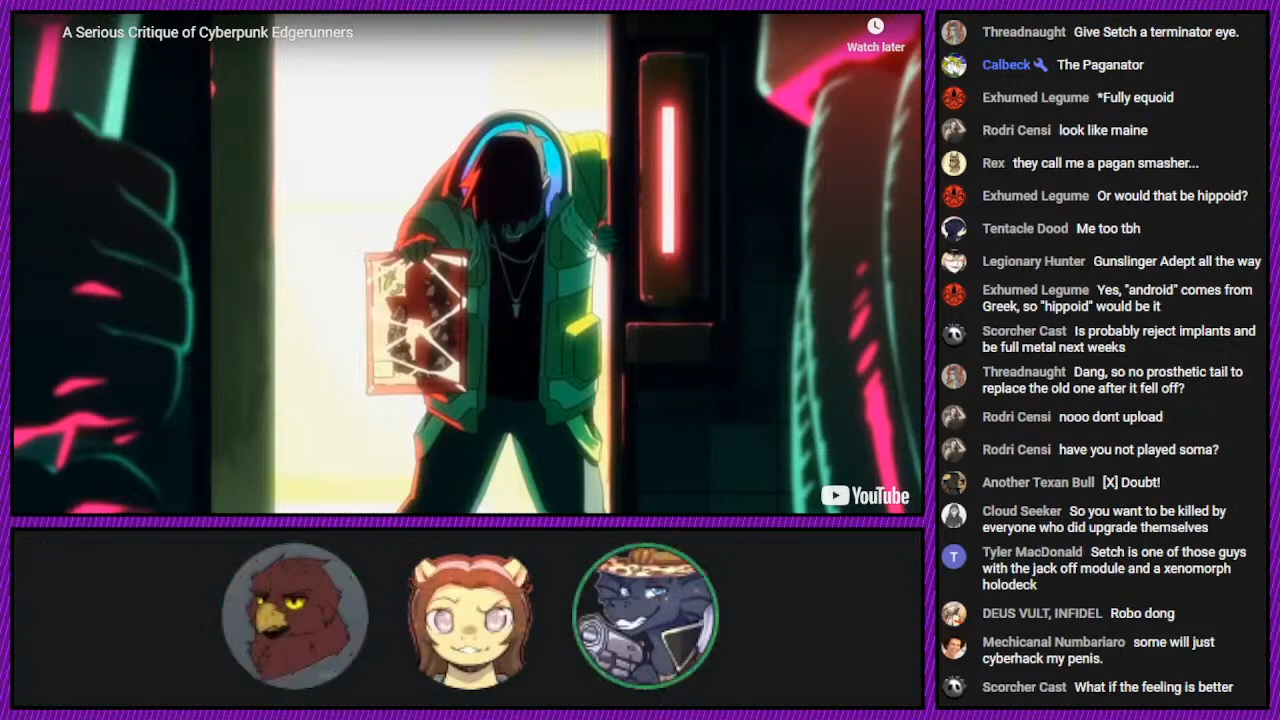 A Serious Critique of Cyberpunk Edgerunners
Watch later
YouTube
Threadnaught Give Setch a terminator eye.
Calbeck The Paganator
Exhumed Legume *Fully equoid
Rodri Censi look like maine
Rex they call me a pagan smasher...
Exhumed Legume Or would that be hippoid?
Tentacle Dood Me too tbh
Legionary Hunter Gunslinger Adept all the way
Exhumed Legume Yes, "android" comes from
Greek, so "hippoid" would be it
Scorcher Cast Is probably reject implants and
be full metal next weeks
Threadnaught Dang, so no prosthetic tail to
replace the old one after it fell off?
Rodri Censi nooo dont upload
Rodri Censi have you not played soma?
Another Texan Bull [X] Doubt!
Cloud Seeker So you want to be killed by
everyone who did upgrade themselves
T
Tyler MacDonald Setch is one of those guys
with the jack off module and a xenomorph
holodeck
DEUS VULT, INFIDEL Robo dong
Mechicanal Numbariaro some will just
cyberhack my penis.
Scorcher Cast What if the feeling is better